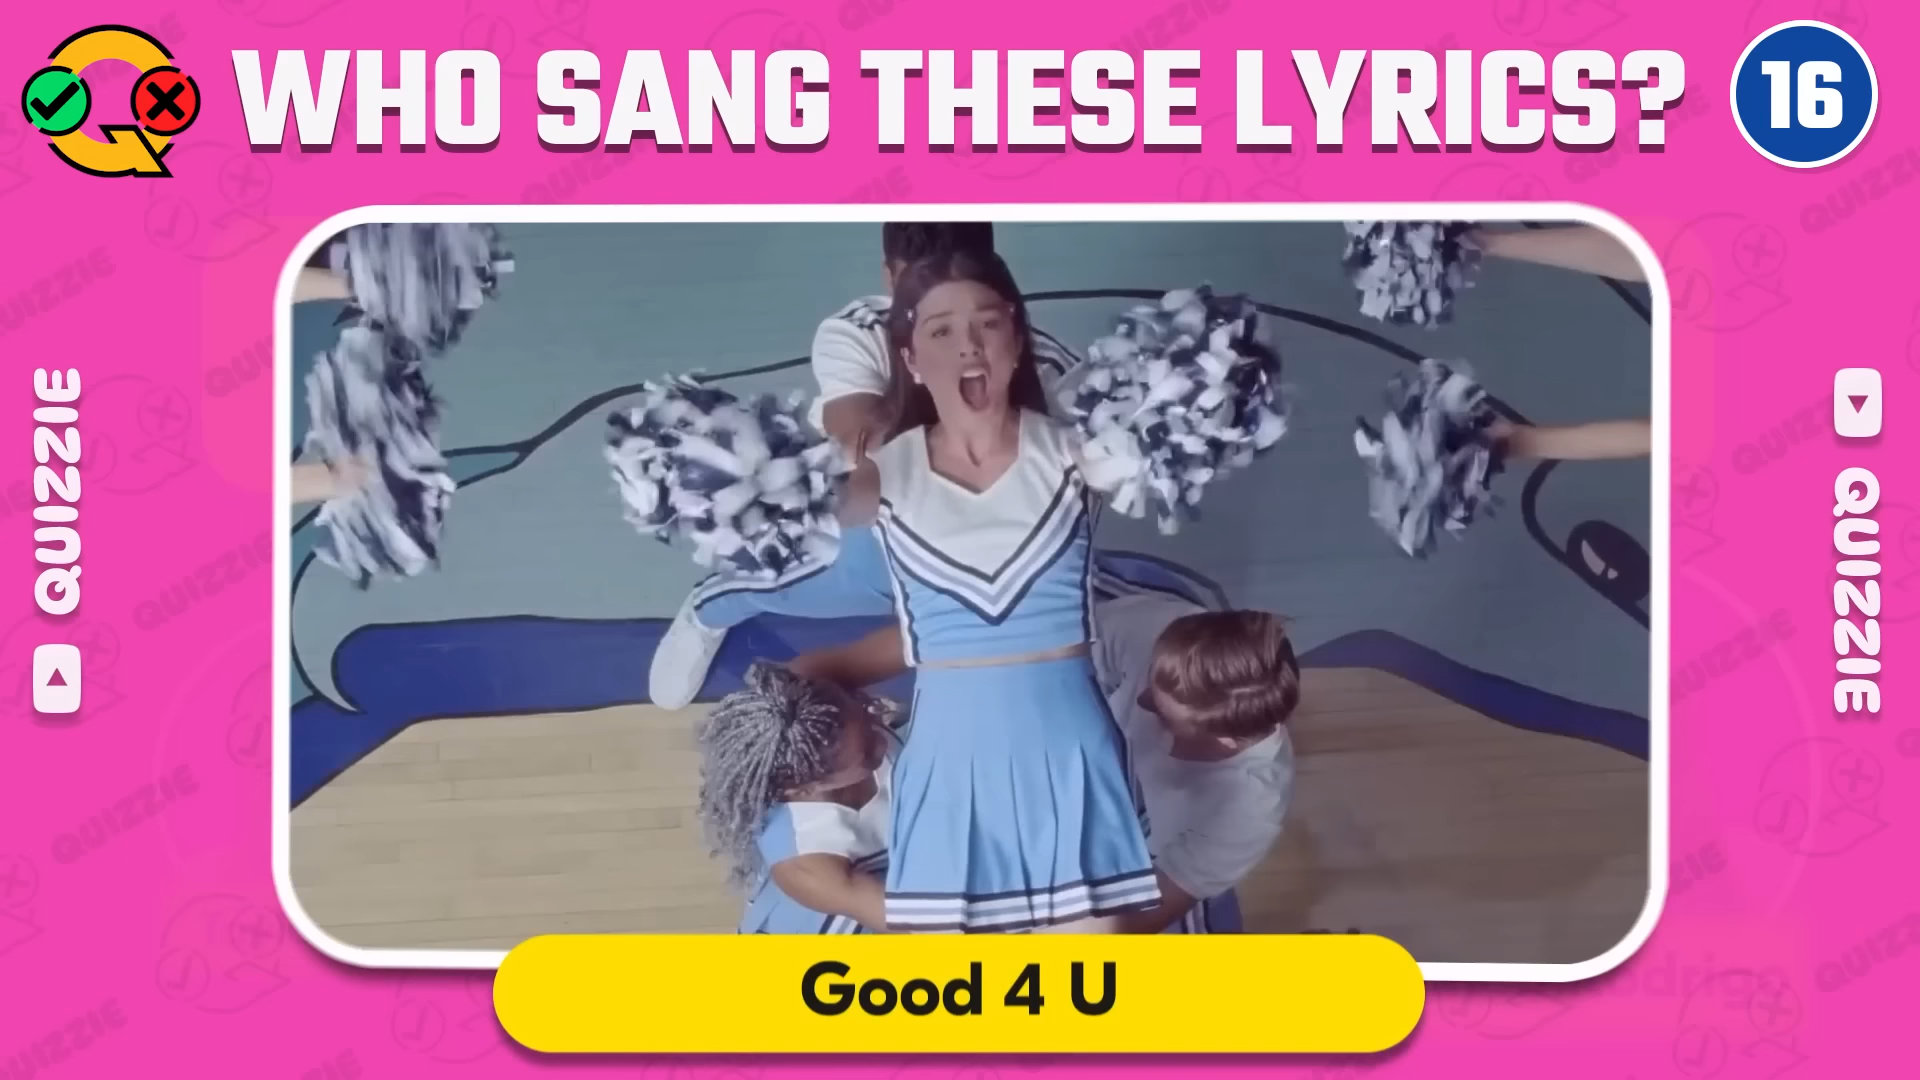 WHO SANG THESE LYRICS?
16
QUIZZIE
QUIZZIE
Good 4 U